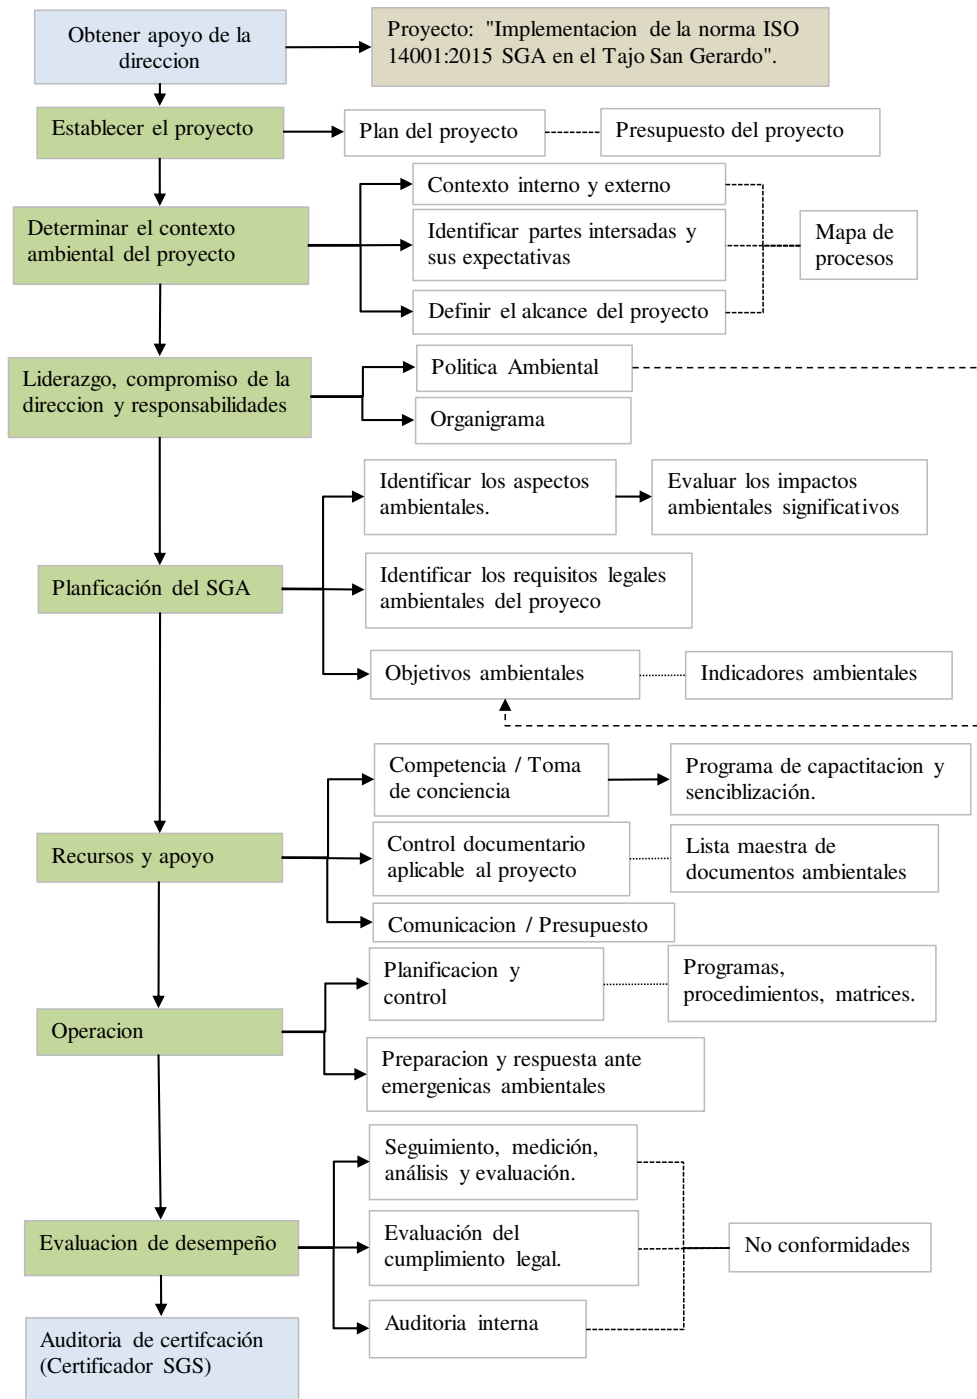 Obtener apoyo de la
direccion
Proyecto: "Implementacion de la norma ISO
14001:2015 SGA en el Tajo San Gerardo".
Establecer el proyecto
Plan del proyecto
Presupuesto del proyecto
Determinar el contexto
ambiental del proyecto
Contexto interno y externo
Identificar partes intersadas y
sus expectativas
Definir el alcance del proyecto
Mapa de
procesos
Liderazgo, compromiso de la
direccion y responsabilidades
Politica Ambiental
Organigrama
Planficación del SGA
Identificar los aspectos
ambientales.
Evaluar los impactos
ambientales significativos
Identificar los requisitos legales
ambientales del proyeco
Objetivos ambientales
Indicadores ambientales
Recursos y apoyo
Competencia / Toma
de conciencia
Programa de capactitacion y
senciblización.
Control documentario
aplicable al proyecto
Lista maestra de
documentos ambientales
Comunicacion / Presupuesto
Operacion
Planificacion y
control
Programas,
procedimientos, matrices.
Preparacion y respuesta ante
emergenicas ambientales
Evaluacion de desempeño
Seguimiento, medición,
análisis y evaluación.
Evaluación del
cumplimiento legal.
Auditoria interna
No conformidades
Auditoria de certifcación
(Certificador SGS)